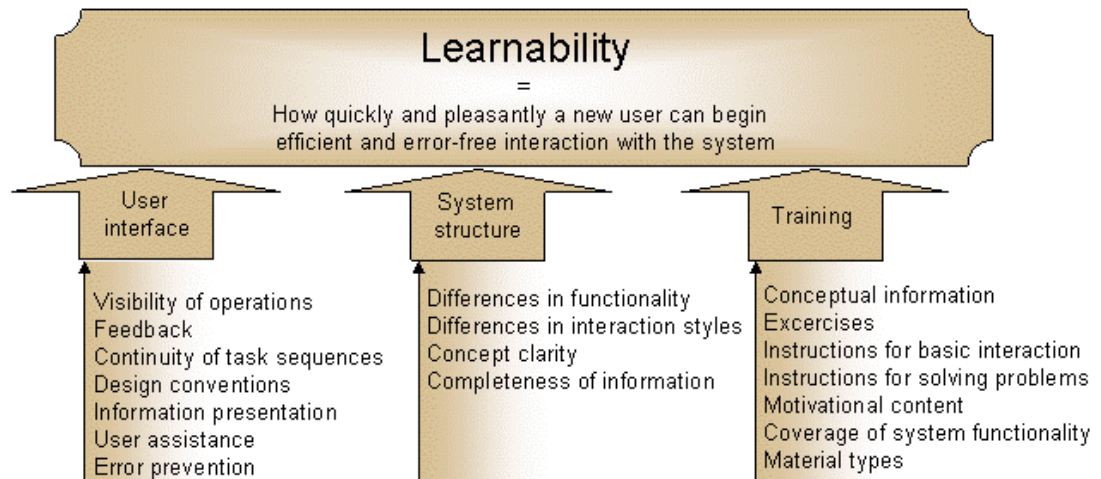 Learnability
=
How quickly and pleasantly a new user can begin
efficient and error-free interaction with the system
User
interface
System
structure
Training
Visibility of operations
Feedback
Continuity of task sequences
Design conventions
Information presentation
User assistance
Error prevention
Differences in functionality
Differences in interaction styles
Concept clarity
Completeness of information
Conceptual information
Excercises
Instructions for basic interaction
Instructions for solving problems
Motivational content
Coverage of system functionality
Material types